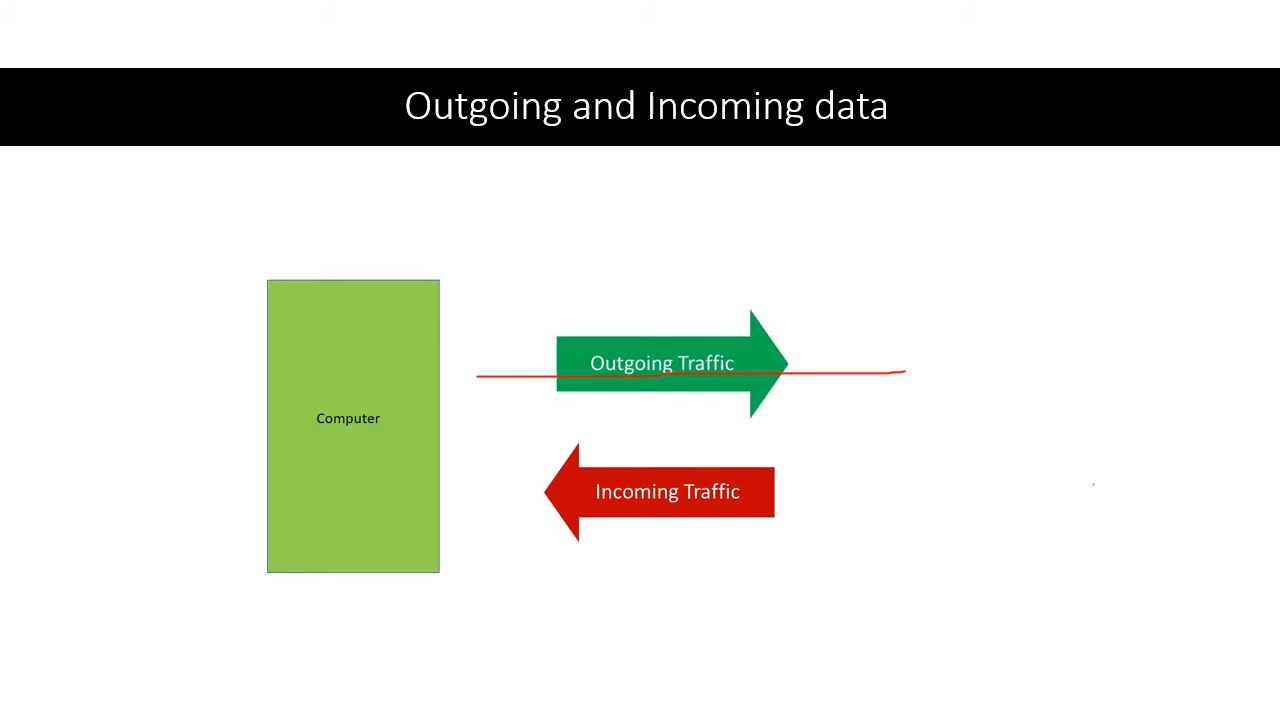 Outgoing and Incoming data
Outgoing Traffic
Computer
Incoming Traffic